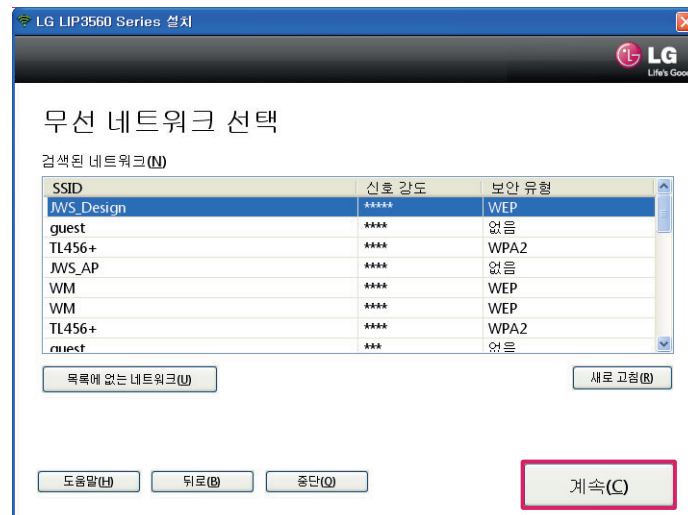 LG LIP3560 Series 설치
LG
Life's Good
무선 네트워크 선택
검색된 네트워크(N)
SSID 신호 강도 보안 유형
JWS_Design ***** WEP
guest **** 없음
TL456+ **** WPA2
JWS_AP **** 없음
WM **** WEP
WM **** WEP
TL456+ **** WPA2
guest *** 없음
목록에 없는 네트워크(U) 새로 고침(R)
도움말(H) 뒤로(B) 중단(O) 계속(C)